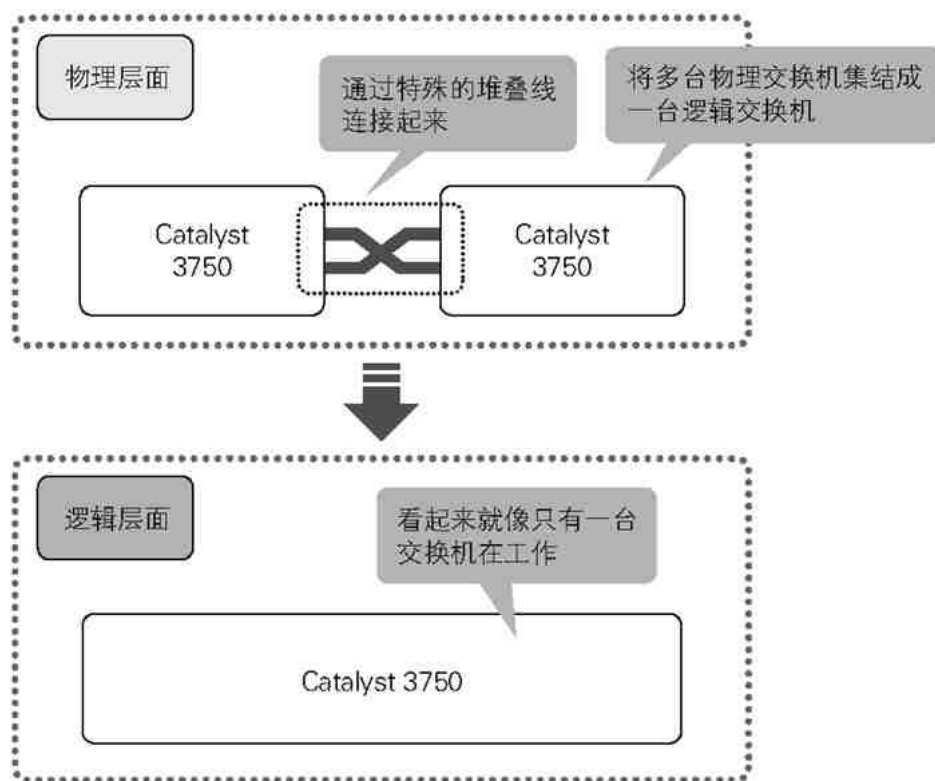 物理层面
通过特殊的堆叠线
连接起来
将多台物理交换机集结成
一台逻辑交换机
Catalyst
3750
Catalyst
3750
逻辑层面
看起来就像只有一台
交换机在工作
Catalyst 3750